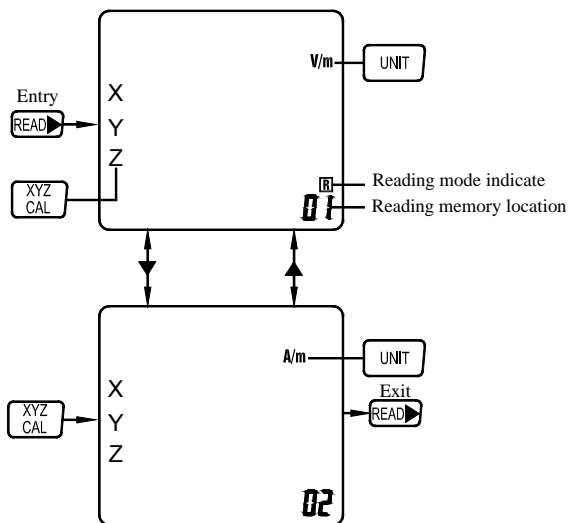 V/m
UNIT
Entry
READ
X
Y
Z
XYZ
CAL
R
Reading mode indicate
01
Reading memory location
A/m
UNIT
Exit
READ
XYZ
CAL
X
Y
Z
02